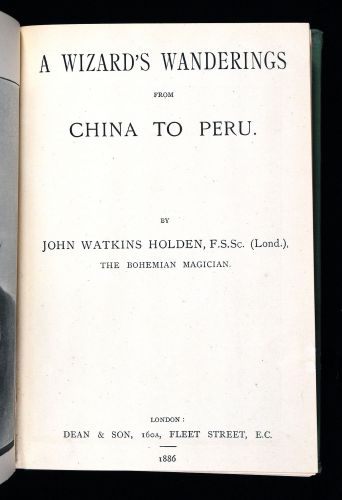 A WIZARD'S WANDERINGS
FROM
CHINA TO PERU.
BY
JOHN WATKINS HOLDEN, F.S.Sc. (Lond.),
THE BOHEMIAN MAGICIAN.
LONDON:
DEAN & SON, 160A, FLEET STREET, E.C.
1886